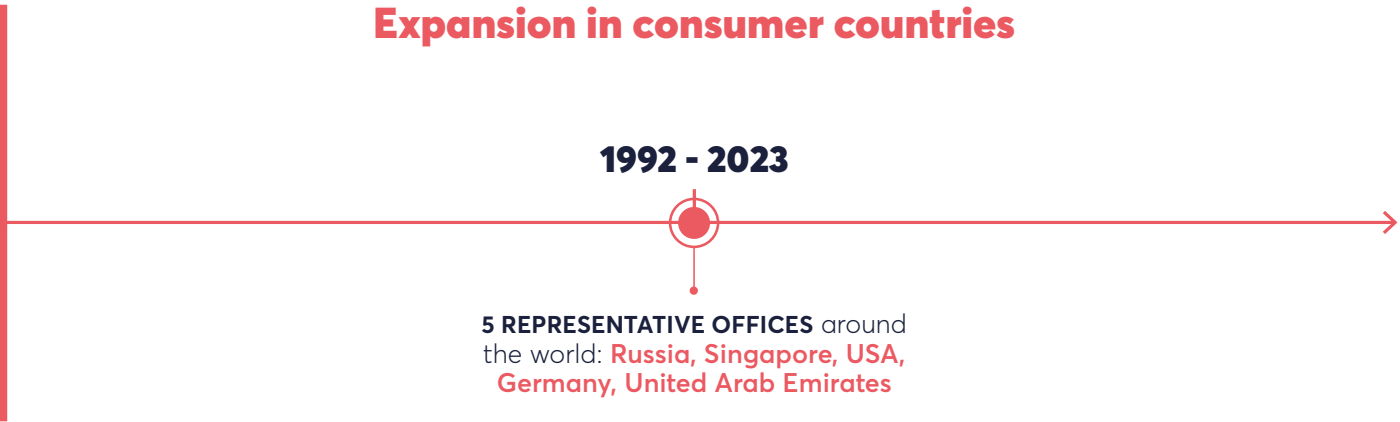 Expansion in consumer countries
1992 - 2023
5 REPRESENTATIVE OFFICES around
the world: Russia, Singapore, USA,
Germany, United Arab Emirates